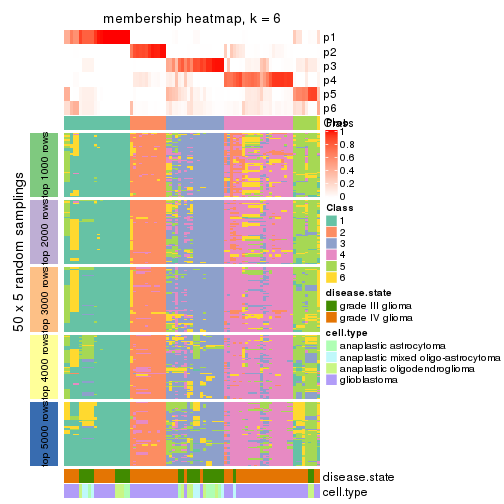 membership heatmap, k = 6
p1
p2
p3
p4
p5
p6
Class
Prob
1
0.8
0.6
0.4
0.2
0
Class
1
2
3
4
5
6
disease.state
grade III glioma
grade IV glioma
cell.type
anaplastic astrocytoma
anaplastic mixed oligo-astrocytoma
anaplastic oligodendroglioma
glioblastoma
50 x 5 random samplings
top 1000 rows
top 2000 rows
top 3000 rows
top 4000 rows
top 5000 rows
disease.state
cell.type